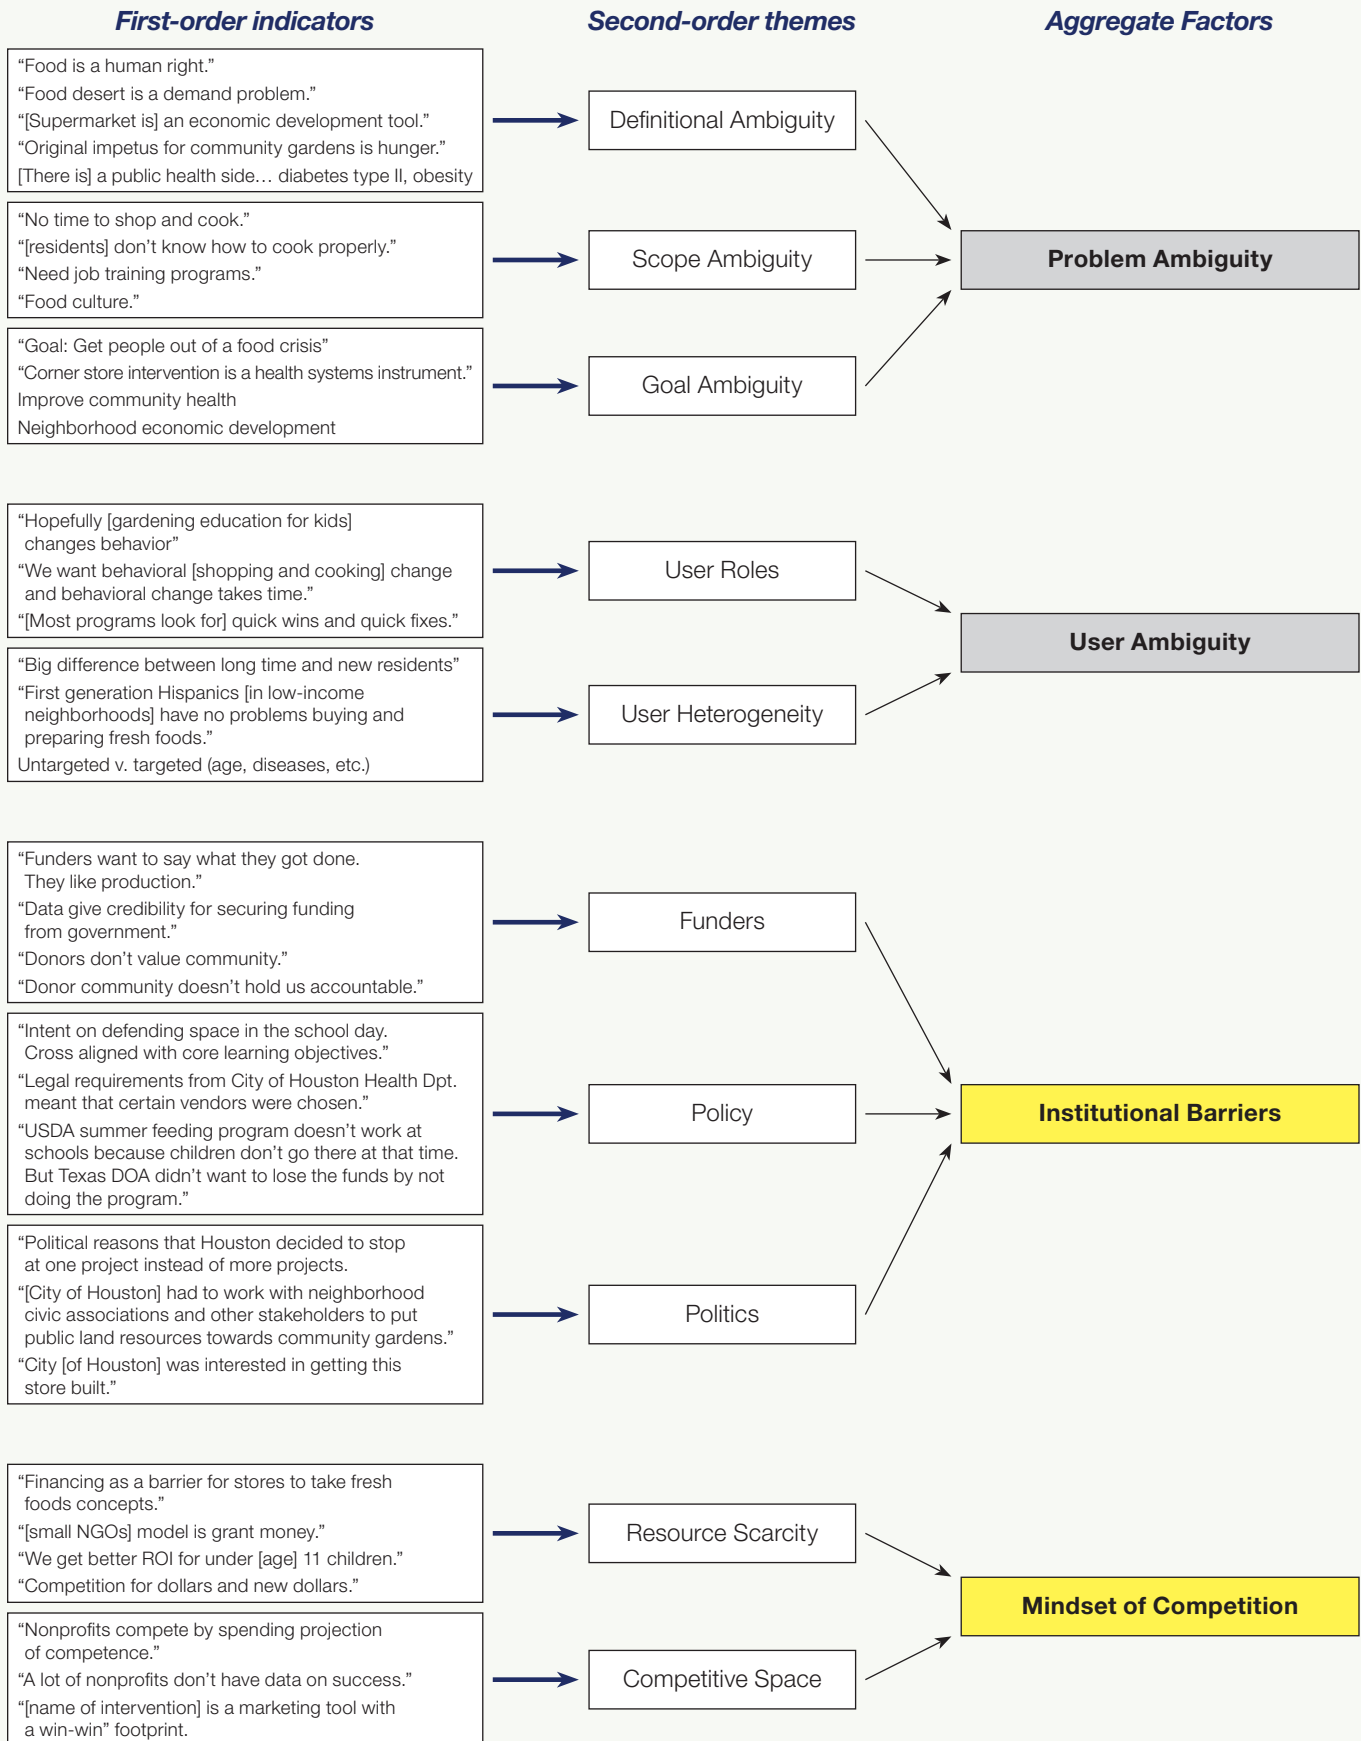 First-order indicators
Second-order themes
Aggregate Factors
“Food is a human right.”
“Food desert is a demand problem.”
“[Supermarket is] an economic development tool.”
“Original impetus for community gardens is hunger.”
[There is] a public health side… diabetes type II, obesity
Definitional Ambiguity
“No time to shop and cook.”
“[residents] don’t know how to cook properly.”
“Need job training programs.”
“Food culture.”
Scope Ambiguity
Problem Ambiguity
“Goal: Get people out of a food crisis”
“Corner store intervention is a health systems instrument.”
Improve community health
Neighborhood economic development
Goal Ambiguity
“Hopefully [gardening education for kids]
changes behavior”
“We want behavioral [shopping and cooking] change
and behavioral change takes time.”
“[Most programs look for] quick wins and quick fixes.”
User Roles
User Ambiguity
“Big difference between long time and new residents”
“First generation Hispanics [in low-income
neighborhoods] have no problems buying and
preparing fresh foods.”
Untargeted v. targeted (age, diseases, etc.)
User Heterogeneity
“Funders want to say what they got done.
They like production.”
“Data give credibility for securing funding
from government.”
“Donors don’t value community.”
“Donor community doesn’t hold us accountable.”
Funders
“Intent on defending space in the school day.
Cross aligned with core learning objectives.”
“Legal requirements from City of Houston Health Dpt.
meant that certain vendors were chosen.”
“USDA summer feeding program doesn’t work at
schools because children don’t go there at that time.
But Texas DOA didn’t want to lose the funds by not
doing the program.”
Policy
Institutional Barriers
“Political reasons that Houston decided to stop
at one project instead of more projects.
“[City of Houston] had to work with neighborhood
civic associations and other stakeholders to put
public land resources towards community gardens.”
“City [of Houston] was interested in getting this
store built.”
Politics
“Financing as a barrier for stores to take fresh
foods concepts.”
“[small NGOs] model is grant money.”
“We get better ROI for under [age] 11 children.”
“Competition for dollars and new dollars.”
Resource Scarcity
Mindset of Competition
“Nonprofits compete by spending projection
of competence.”
“A lot of nonprofits don’t have data on success.”
“[name of intervention] is a marketing tool with
a win-win” footprint.
Competitive Space